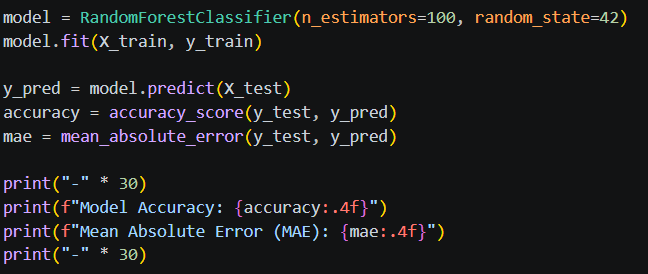 model = RandomForestClassifier(n_estimators=100, random_state=42)
model.fit(X_train, y_train)
y_pred = model.predict(X_test)
accuracy = accuracy_score(y_test, y_pred)
mae = mean_absolute_error(y_test, y_pred)
print("-" * 30)
print(f"Model Accuracy: {accuracy:.4f}")
print(f"Mean Absolute Error (MAE): {mae:.4f}")
print("-" * 30)